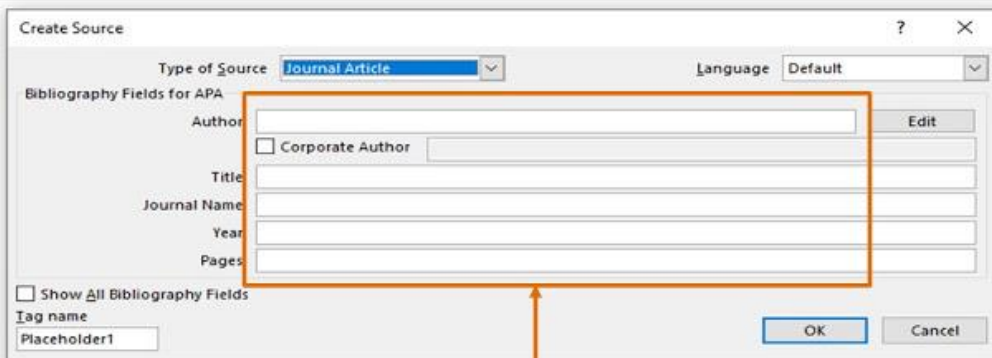 Create Source ? ×
Type of Source Journal Article Language Default
Bibliography Fields for APA
Author Edit
Corporate Author
Title
Journal Name
Year
Pages
Show All Bibliography Fields
Tag name
Placeholder1 OK Cancel